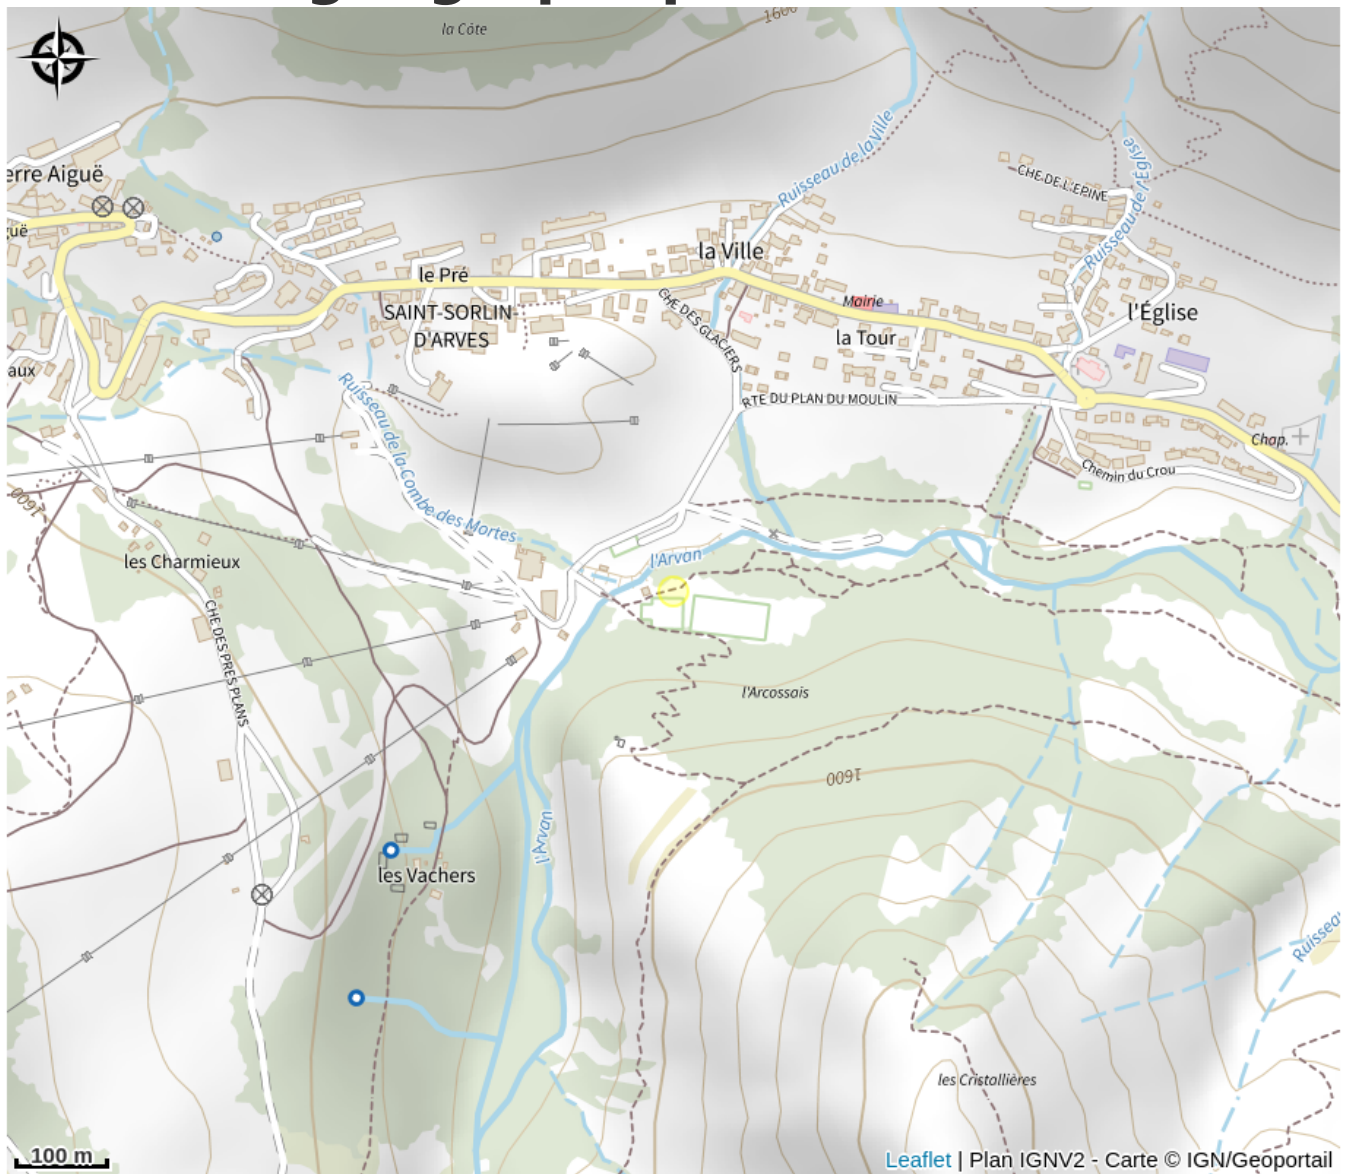 la Côte
1600
Ruisseau de la Ville
Ruisseau de l'Église
erre Aiguë
guë
CHE DE L'EPINE
la Ville
le Pré
Mairie
SAINT-SORLIN-
D'ARVES
CHE DES GLACIERS
la Tour
l'Église
aux
RTE DU PLAN DU MOULIN
Chap.
Chemin du Crou
Ruisseau de la Combe des Mortes
1600
les Charmieux
l'Arvan
CHE DES PRES PLANS
l'Arcossais
1600
l'Arvan
les Vachers
Ruisseau
les Cristallières
100 m
Leaflet | Plan IGNV2 - Carte © IGN/Geoportail